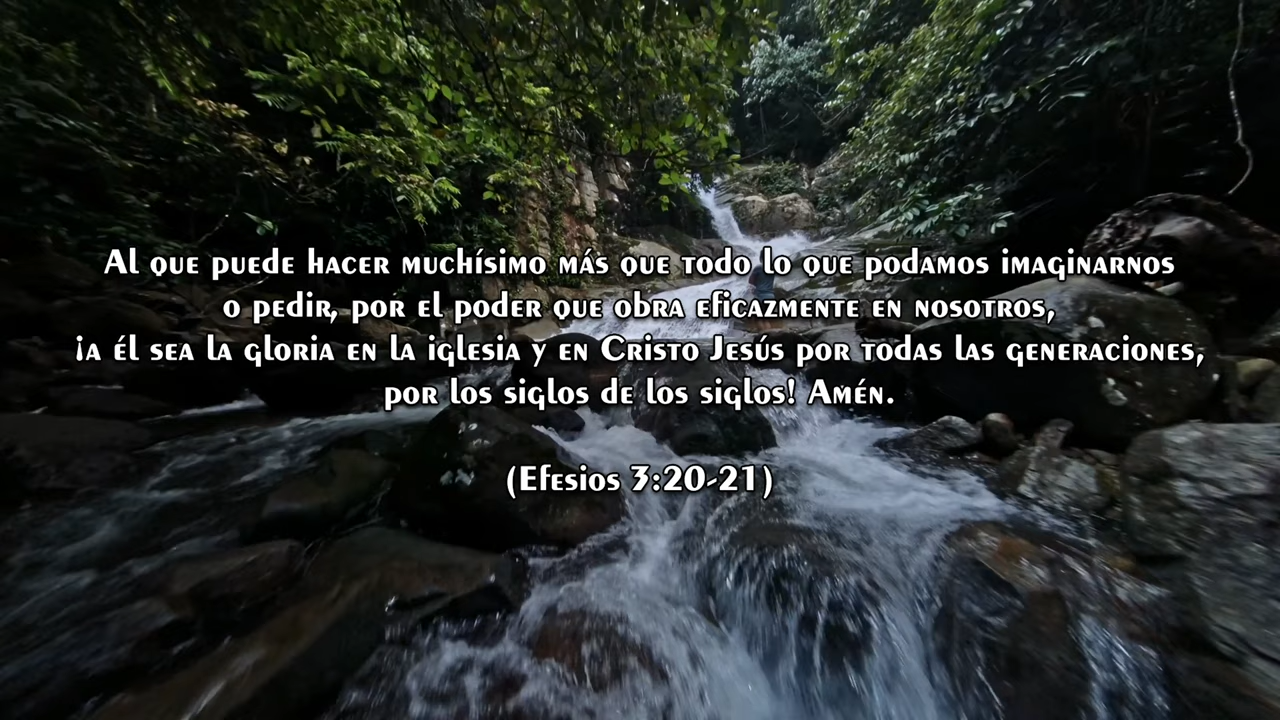 Al que puede hacer muchísimo más que todo lo que podamos imaginarnos
o pedir, por el poder que obra eficazmente en nosotros,
¡a él sea la gloria en la iglesia y en Cristo Jesús por todas las generaciones,
por los siglos de los siglos! Amén.
(Efesios 3:20-21)